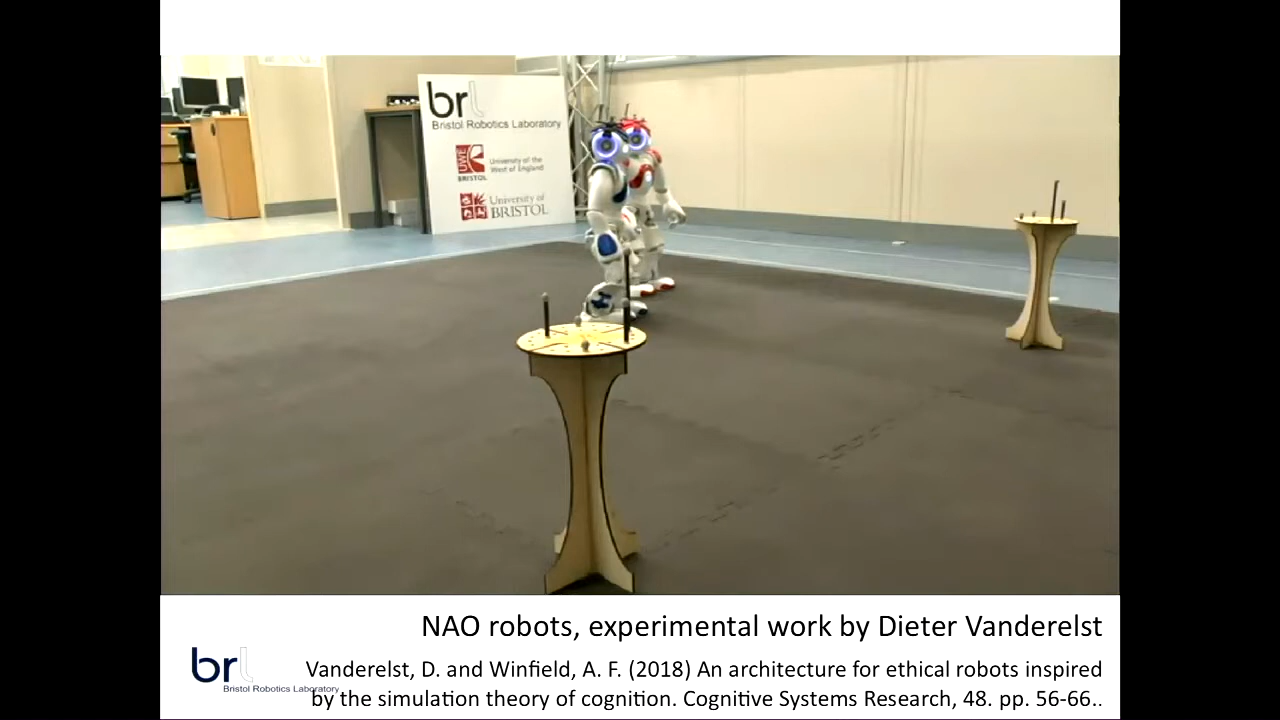 brl
Bristol Robotics Laboratory
UWE
BRISTOL
University of the
West of England
University of
BRISTOL
NAO robots, experimental work by Dieter Vanderelst
brl
Bristol Robotics Laboratory
Vanderelst, D. and Winfield, A. F. (2018) An architecture for ethical robots inspired
by the simulation theory of cognition. Cognitive Systems Research, 48. pp. 56-66..